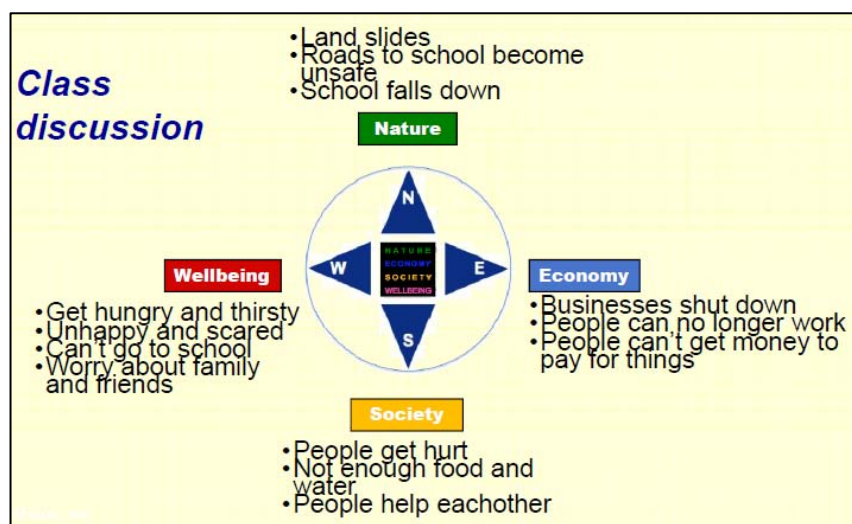 Class
discussion
•Land slides
•Roads to school become
unsafe
•School falls down
Nature
N
W
E
S
NATURE
ECONOMY
SOCIETY
WELLBEING
Wellbeing
•Get hungry and thirsty
•Unhappy and scared
•Can't go to school
•Worry about family
and friends
Economy
•Businesses shut down
•People can no longer work
•People can't get money to
pay for things
Society
•People get hurt
•Not enough food and
water
•People help eachother